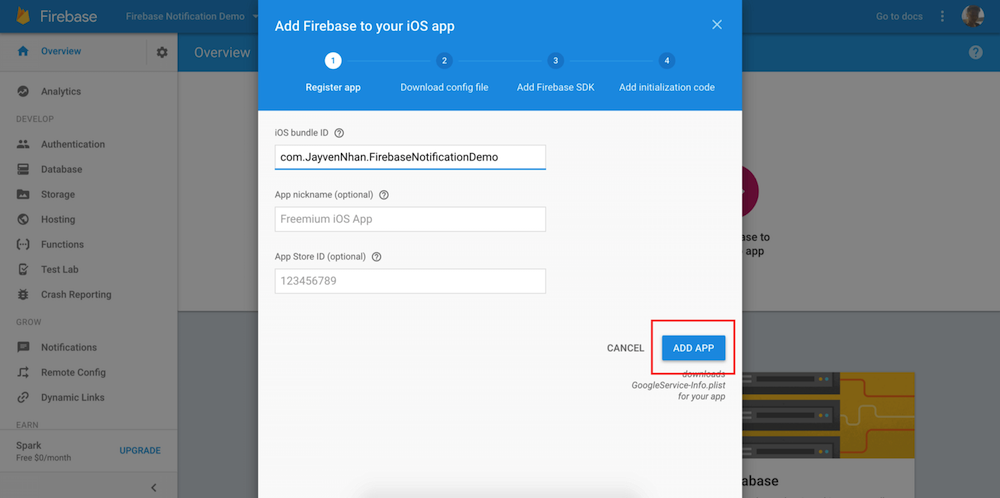 Firebase
Firebase Notification Demo
Go to docs
Overview
Overview
Analytics
DEVELOP
Authentication
Database
Storage
Hosting
Functions
Test Lab
Crash Reporting
GROW
Notifications
Remote Config
Dynamic Links
EARN
Spark
Free $0/month
UPGRADE
Add Firebase to your iOS app
1
2
3
4
Register app
Download config file
Add Firebase SDK
Add initialization code
iOS bundle ID
com.JayvenNhan.FirebaseNotificationDemo
App nickname (optional)
Freemium iOS App
App Store ID (optional)
123456789
CANCEL
ADD APP
downloads
GoogleService-Info.plist
for your app
to
app